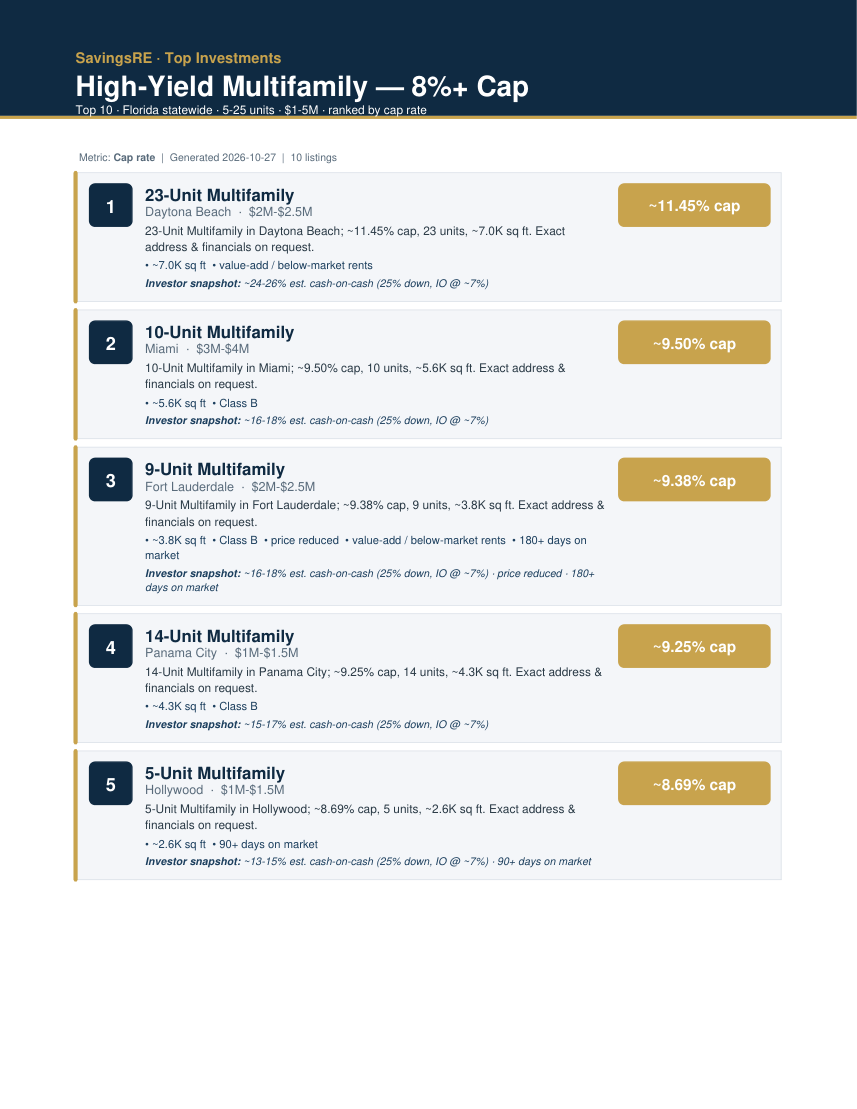 SavingsRE · Top Investments
High-Yield Multifamily — 8%+ Cap
Top 10 · Florida statewide · 5-25 units · $1-5M · ranked by cap rate
Metric: Cap rate | Generated 2026-10-27 | 10 listings
1
23-Unit Multifamily
~11.45% cap
Daytona Beach · $2M-$2.5M
23-Unit Multifamily in Daytona Beach; ~11.45% cap, 23 units, ~7.0K sq ft. Exact
address & financials on request.
• ~7.0K sq ft • value-add / below-market rents
Investor snapshot: ~24-26% est. cash-on-cash (25% down, IO @ ~7%)
2
10-Unit Multifamily
~9.50% cap
Miami · $3M-$4M
10-Unit Multifamily in Miami; ~9.50% cap, 10 units, ~5.6K sq ft. Exact address &
financials on request.
• ~5.6K sq ft • Class B
Investor snapshot: ~16-18% est. cash-on-cash (25% down, IO @ ~7%)
3
9-Unit Multifamily
~9.38% cap
Fort Lauderdale · $2M-$2.5M
9-Unit Multifamily in Fort Lauderdale; ~9.38% cap, 9 units, ~3.8K sq ft. Exact address &
financials on request.
• ~3.8K sq ft • Class B • price reduced • value-add / below-market rents • 180+ days on
market
Investor snapshot: ~16-18% est. cash-on-cash (25% down, IO @ ~7%) · price reduced · 180+
days on market
4
14-Unit Multifamily
~9.25% cap
Panama City · $1M-$1.5M
14-Unit Multifamily in Panama City; ~9.25% cap, 14 units, ~4.3K sq ft. Exact address &
financials on request.
• ~4.3K sq ft • Class B
Investor snapshot: ~15-17% est. cash-on-cash (25% down, IO @ ~7%)
5
5-Unit Multifamily
~8.69% cap
Hollywood · $1M-$1.5M
5-Unit Multifamily in Hollywood; ~8.69% cap, 5 units, ~2.6K sq ft. Exact address &
financials on request.
• ~2.6K sq ft • 90+ days on market
Investor snapshot: ~13-15% est. cash-on-cash (25% down, IO @ ~7%) · 90+ days on market